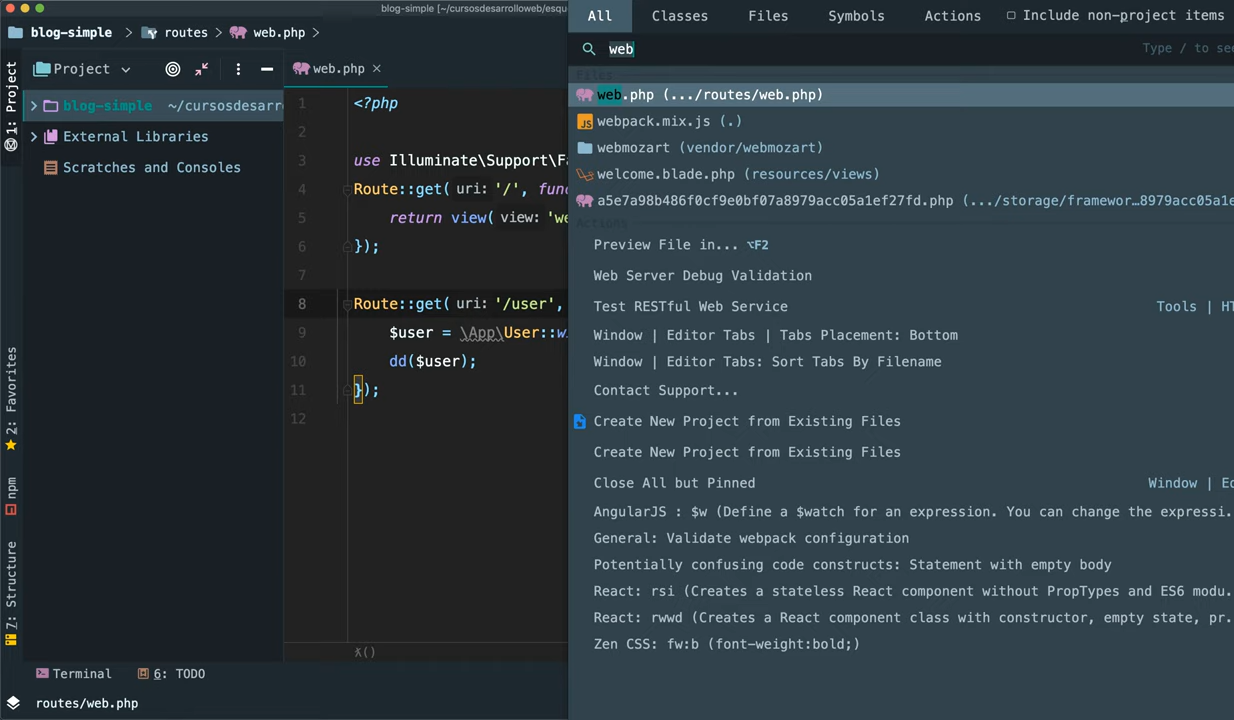 blog-simple [~/cursosdesarrolloweb/esqu
blog-simple
routes
web.php
1: Project
Project
blog-simple ~/cursosdesarro
External Libraries
Scratches and Consoles
2: Favorites
npm
7: Structure
web.php
1 <?php
2
3 use Illuminate\Support\Fa
4 Route::get( uri: '/', func
5 return view( view: 'we
6 });
7
8 Route::get( uri: '/user',
9 $user = \App\User::w
10 dd($user);
11 });
12
λ()
Terminal
6: TODO
routes/web.php
All Classes Files Symbols Actions Include non-project items
web
Type / to see
Files
web.php (.../routes/web.php)
webpack.mix.js (.)
webmozart (vendor/webmozart)
welcome.blade.php (resources/views)
a5e7a98b486f0cf9e0bf07a8979acc05a1ef27fd.php (.../storage/framewor…8979acc05a1e
Actions
Preview File in... ⌥F2
Web Server Debug Validation
Test RESTful Web Service Tools | HT
Window | Editor Tabs | Tabs Placement: Bottom
Window | Editor Tabs: Sort Tabs By Filename
Contact Support...
Create New Project from Existing Files
Create New Project from Existing Files
Close All but Pinned Window | Ed
AngularJS : $w (Define a $watch for an expression. You can change the expressi.
General: Validate webpack configuration
Potentially confusing code constructs: Statement with empty body
React: rsi (Creates a stateless React component without PropTypes and ES6 modu.
React: rwwd (Creates a React component class with constructor, empty state, pr.
Zen CSS: fw:b (font-weight:bold;)